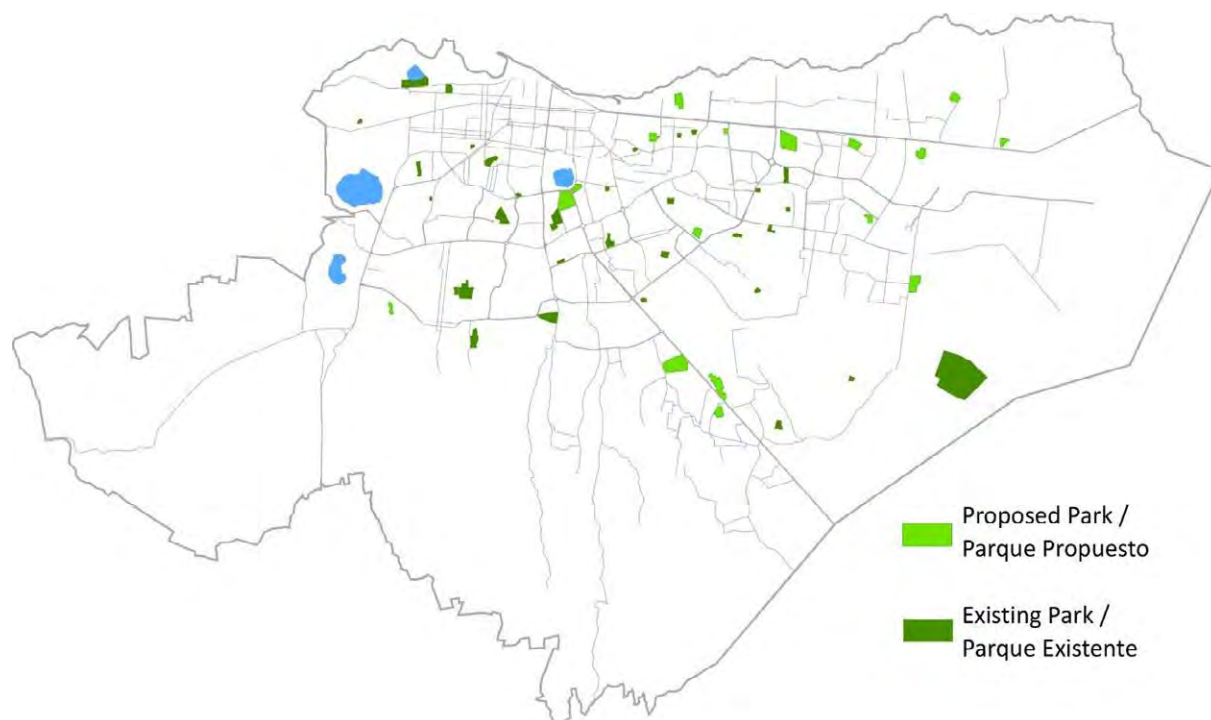 Proposed Park /
Parque Propuesto
Existing Park /
Parque Existente